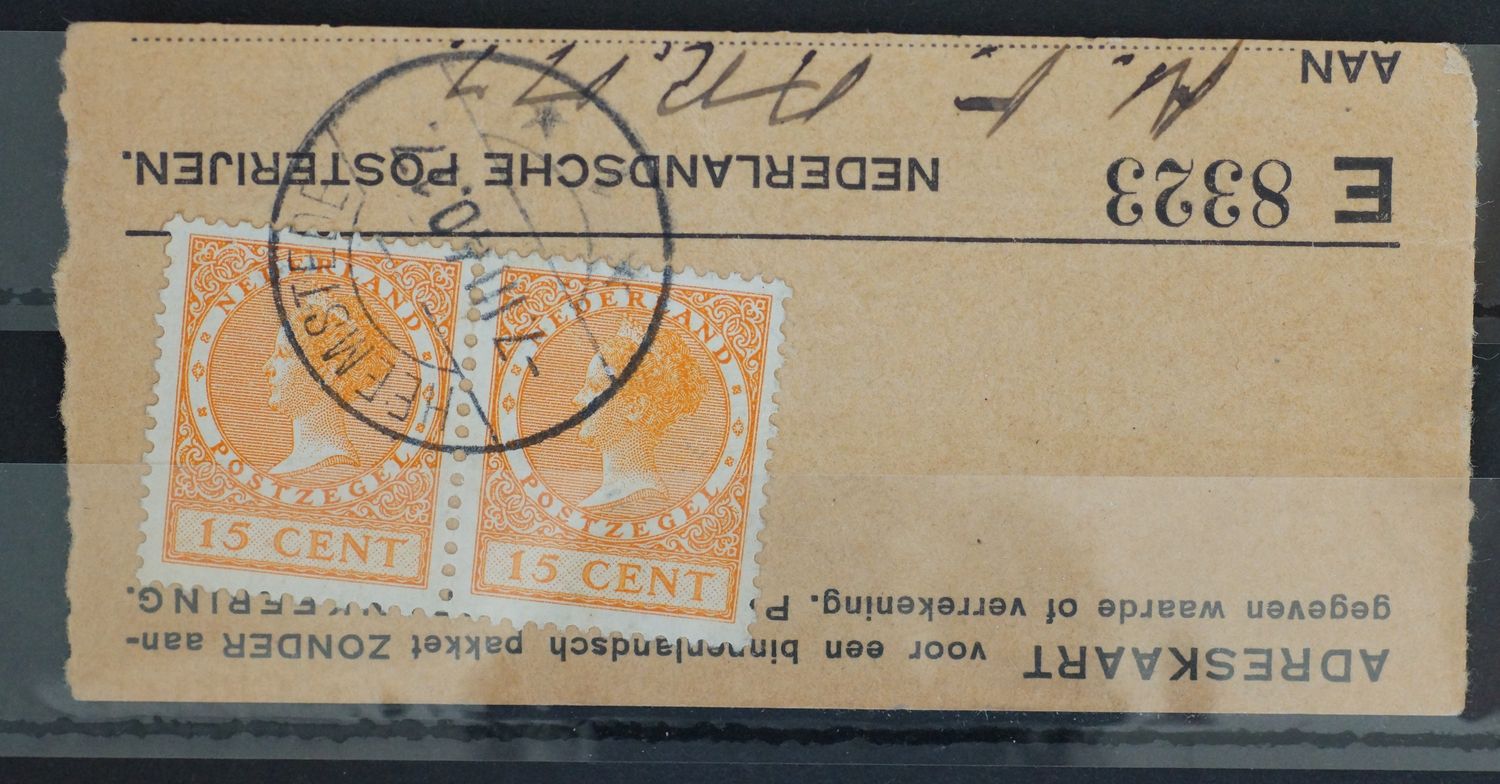 ADRESKAART voor een binnenlandsch pakket ZONDER aan-
gegeven waarde of verrekening.
E 8323 NEDERLANDSCHE POSTERIJEN.
AAN
HEEMSTEDE
NEDERLAND
POSTZEGEL
15 CENT
NEDERLAND
POSTZEGEL
15 CENT